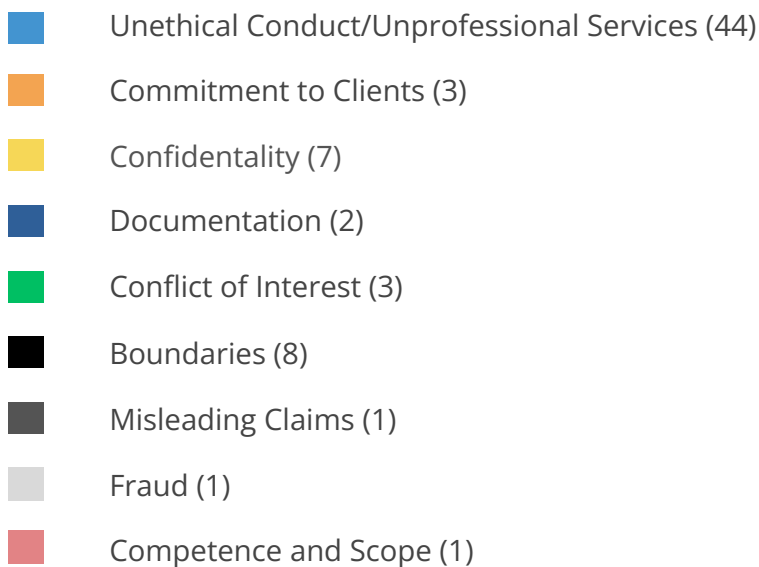 Unethical Conduct/Unprofessional Services (44)
Commitment to Clients (3)
Confidentality (7)
Documentation (2)
Conflict of Interest (3)
Boundaries (8)
Misleading Claims (1)
Fraud (1)
Competence and Scope (1)